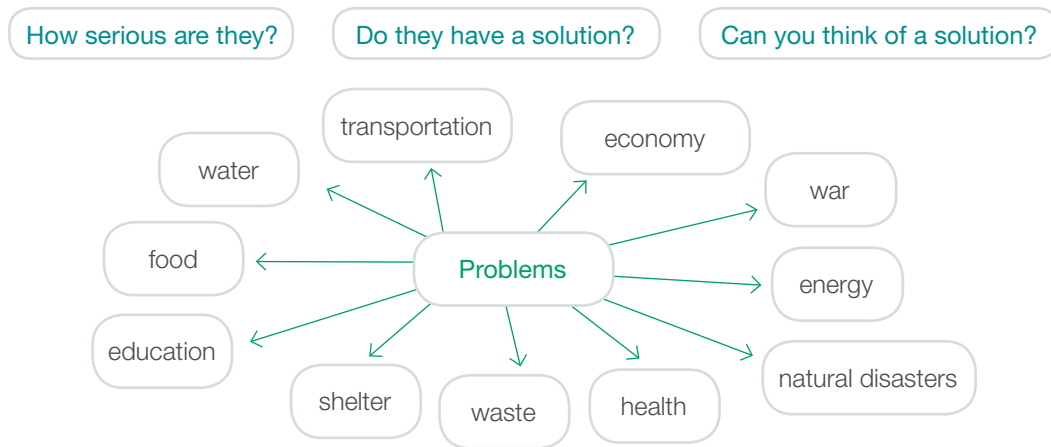 How serious are they?
Do they have a solution?
Can you think of a solution?
transportation
economy
water
war
food
Problems
energy
education
natural disasters
shelter
waste
health